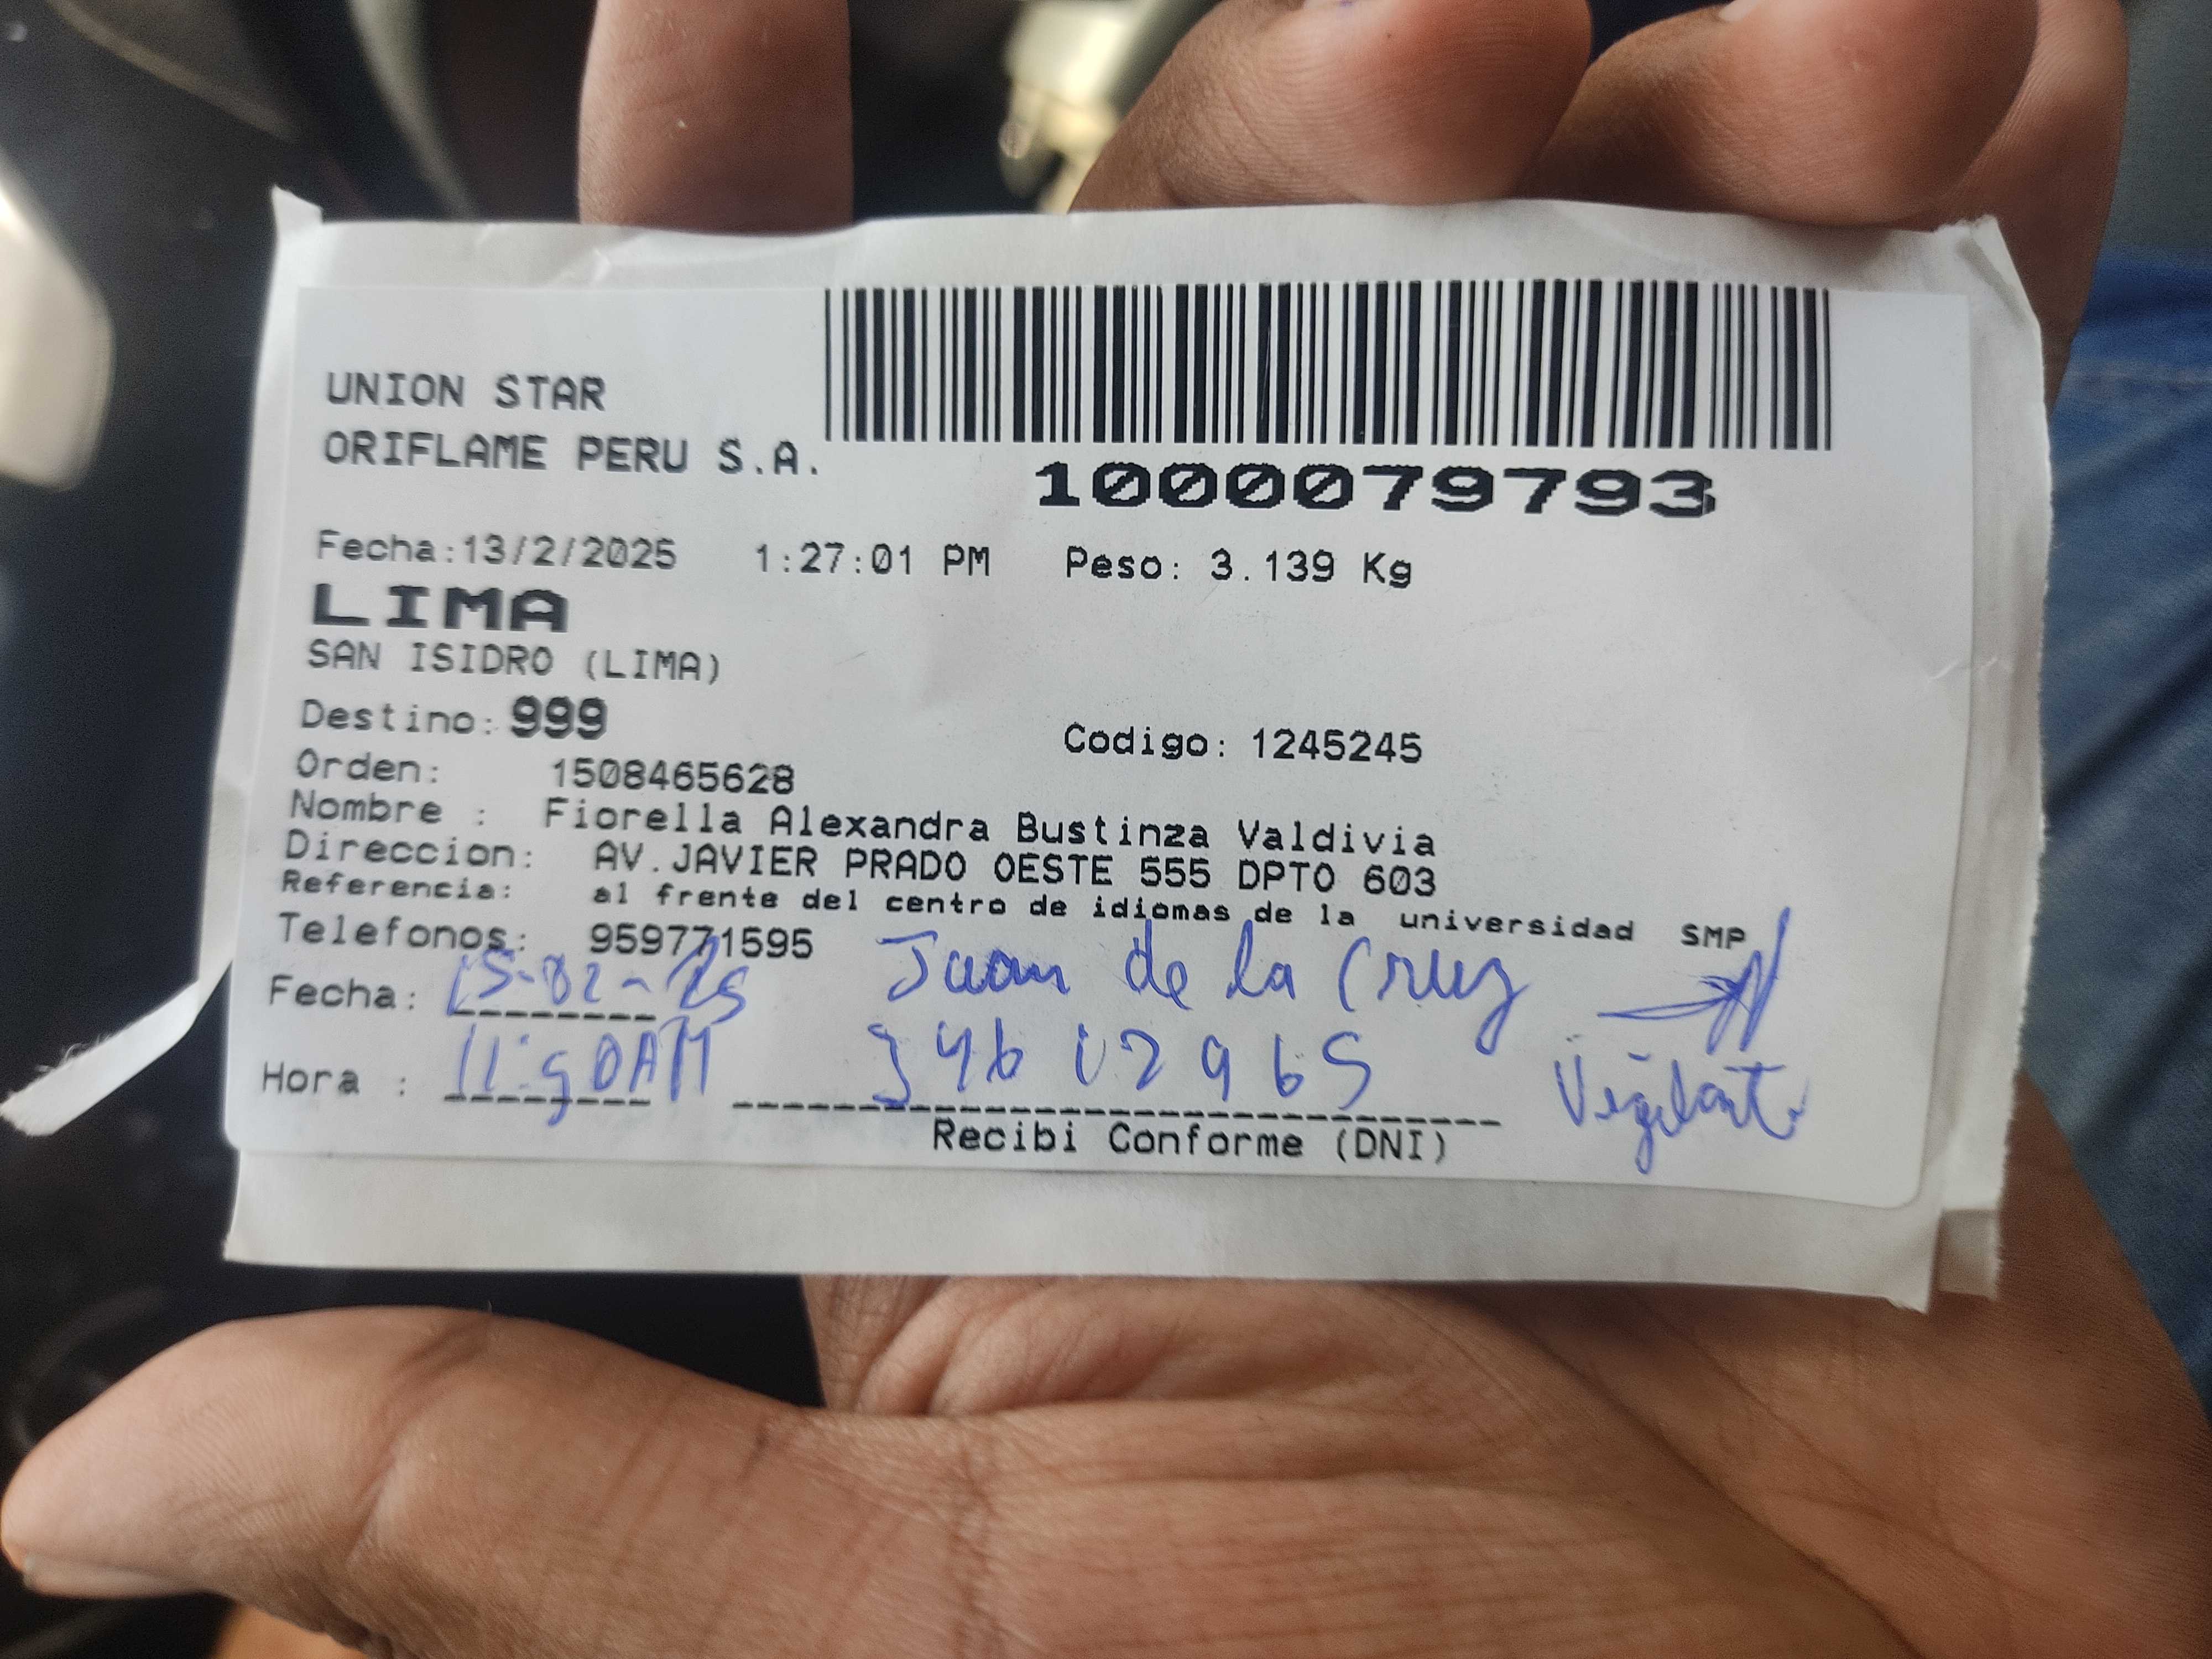 UNION STAR
ORIFLAME PERU S.A.
1000079793
Fecha:13/2/2025 1:27:01 PM Peso: 3.139 Kg
LIMA
SAN ISIDRO (LIMA)
Destino: 999 Codigo: 1245245
Orden: 1508465628
Nombre : Fiorella Alexandra Bustinza Valdivia
Direccion: AV.JAVIER PRADO OESTE 555 DPTO 603
Referencia: al frente del centro de idiomas de la universidad SMP
Telefonos: 959771595
Fecha: 15-02-25 Juan de la Cruz
Hora : Vigilante
Recibi Conforme (DNI)